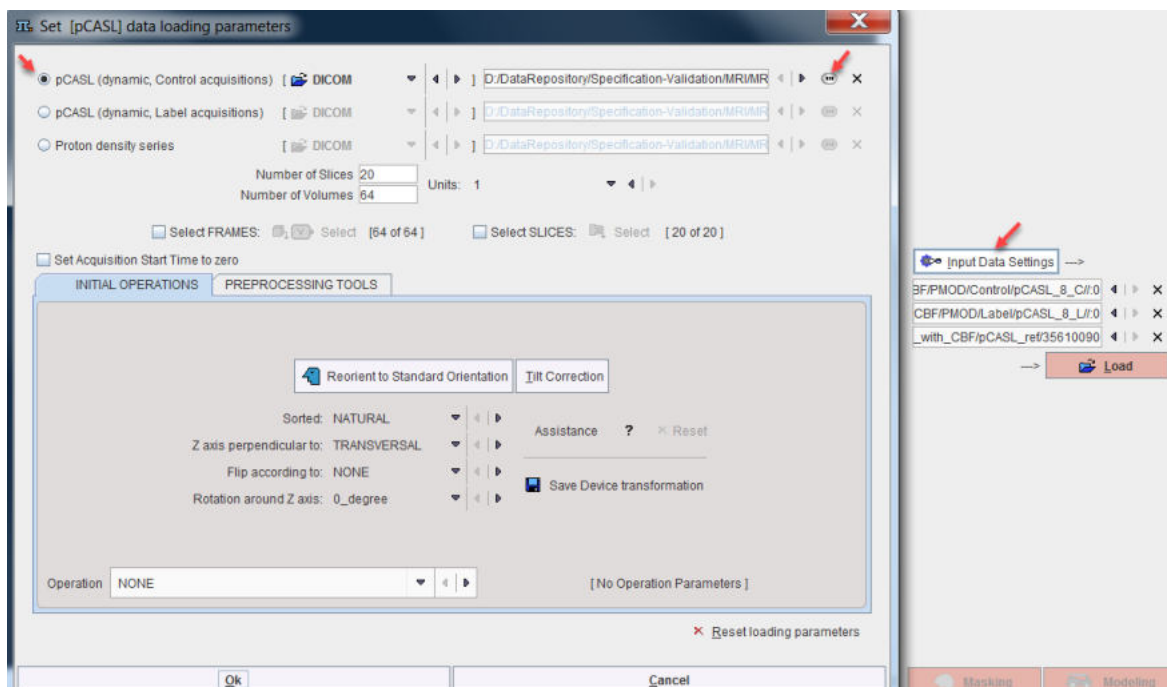 Set [pCASL] data loading parameters
pCASL (dynamic, Control acquisitions) [ DICOM ] D:/DataRepository/Specification-Validation/MRI/MR
pCASL (dynamic, Label acquisitions) [ DICOM ] D:/DataRepository/Specification-Validation/MRI/MR
Proton density series [ DICOM ] D:/DataRepository/Specification-Validation/MRI/MR
Number of Slices 20
Number of Volumes 64
Units: 1
Select FRAMES: Select [64 of 64 ] Select SLICES: Select [ 20 of 20 ]
Set Acquisition Start Time to zero
INITIAL OPERATIONS PREPROCESSING TOOLS
Reorient to Standard Orientation Tilt Correction
Sorted: NATURAL
Z axis perpendicular to: TRANSVERSAL
Flip according to: NONE
Rotation around Z axis: 0_degree
Assistance ? Reset
Save Device transformation
Operation NONE [ No Operation Parameters ]
Reset loading parameters
Ok Cancel
Input Data Settings --->
BF/PMOD/Control/pCASL_8_C//:0
CBF/PMOD/Label/pCASL_8_L//:0
_with_CBF/pCASL_ref/35610090
---> Load
Masking Modeling